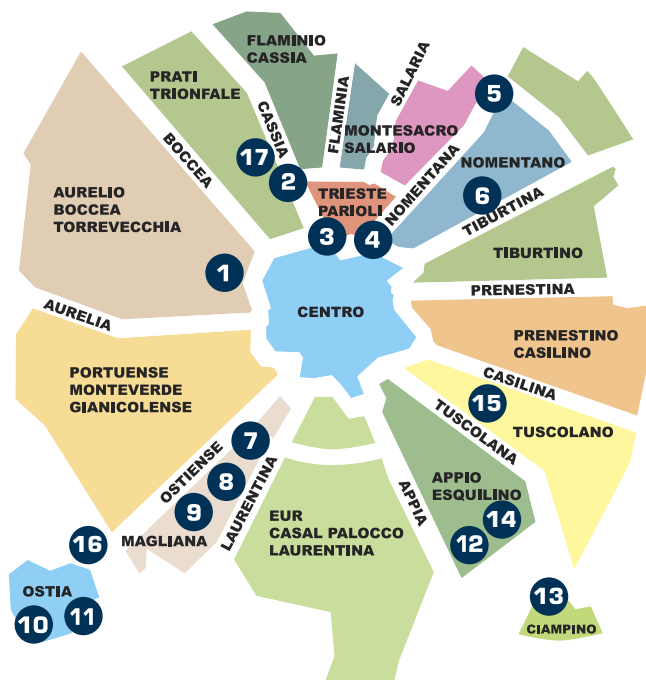 FLAMINIO
CASSIA
PRATI
TRIONFALE
CASSIA
BOCCEA
FLAMINIA
SALARIA
MONTESACRO
SALARIO
5
NOMENTANO
6
NOMENTANA
TIBURTINA
17
2
TRIESTE
PARIOLI
3
4
AURELIO
BOCCEA
TORREVECCHIA
1
TIBURTINO
PRENESTINA
CENTRO
AURELIA
PRENESTINO
CASILINO
PORTUENSE
MONTEVERDE
GIANICOLENSE
CASILINA
15
TUSCOLANA
TUSCOLANO
7
OSTIENSE
8
9
LAURENTINA
MAGLIANA
16
APPIA
APPIO
ESQUILINO
14
12
EUR
CASAL PALOCCO
LAURENTINA
OSTIA
10
11
13
CIAMPINO